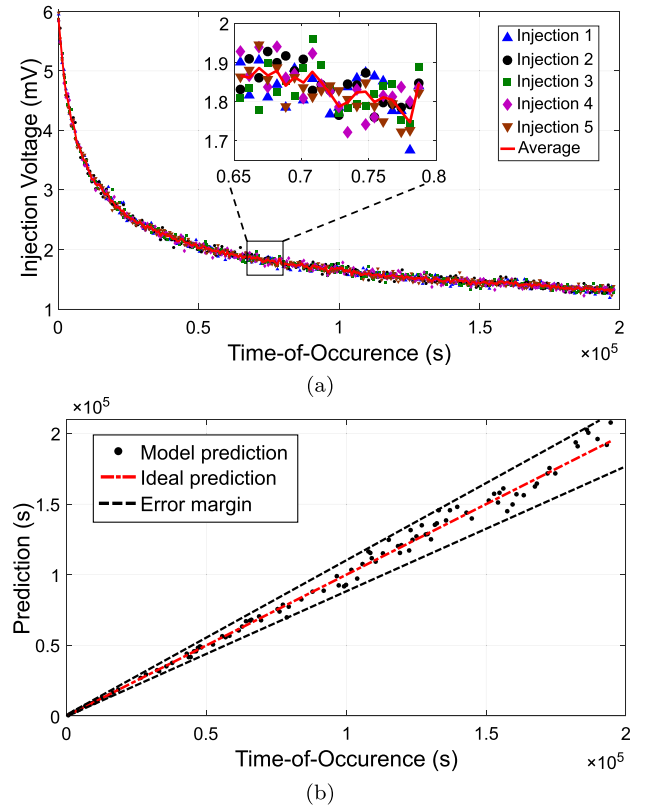 6
5
4
3
2
1
Injection Voltage (mV)
2
1.9
1.8
1.7
0.65
0.7
0.75
0.8
Injection 1
Injection 2
Injection 3
Injection 4
Injection 5
Average
0
0.5
1
1.5
2
Time-of-Occurence (s)
×10⁵
(a)
×10⁵
2
1.5
1
0.5
0
Prediction (s)
Model prediction
Ideal prediction
Error margin
0
0.5
1
1.5
2
Time-of-Occurence (s)
×10⁵
(b)